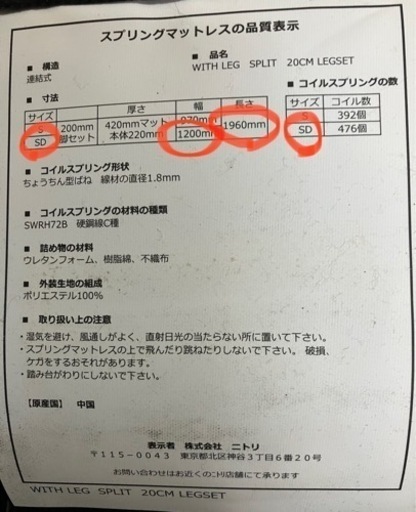 スプリングマットレスの品質表示
■ 構造
連結式
■ 品名
WITH LEG SPLIT 20CM LEGSET
■ 寸法
サイズ 厚さ 幅 長さ
S 200mm 420mmマット 970mm 1960mm
SD 脚セット 本体220mm 1200mm
■ コイルスプリングの数
サイズ コイル数
S 392個
SD 476個
■ コイルスプリング形状
ちょうちん型ばね 線材の直径1.8mm
■ コイルスプリングの材料の種類
SWRH72B 硬鋼線C種
■ 詰め物の材料
ウレタンフォーム、樹脂綿、不織布
■ 外装生地の組成
ポリエステル100%
■ 取り扱い上の注意
・湿気を避け、風通しがよく、直射日光の当たらない所に置いて下さい。
・スプリングマットレスの上で飛んだり跳ねたりしないで下さい。 破損、
ケガをするおそれがあります。
・踏み台がわりにしないで下さい。
【原産国】 中国
表示者 株式会社 ニトリ
〒115-0043 東京都北区神谷3丁目6番20号
お問い合わせはお近くのニトリ店舗にて承ります
WITH LEG SPLIT 20CM LEGSET